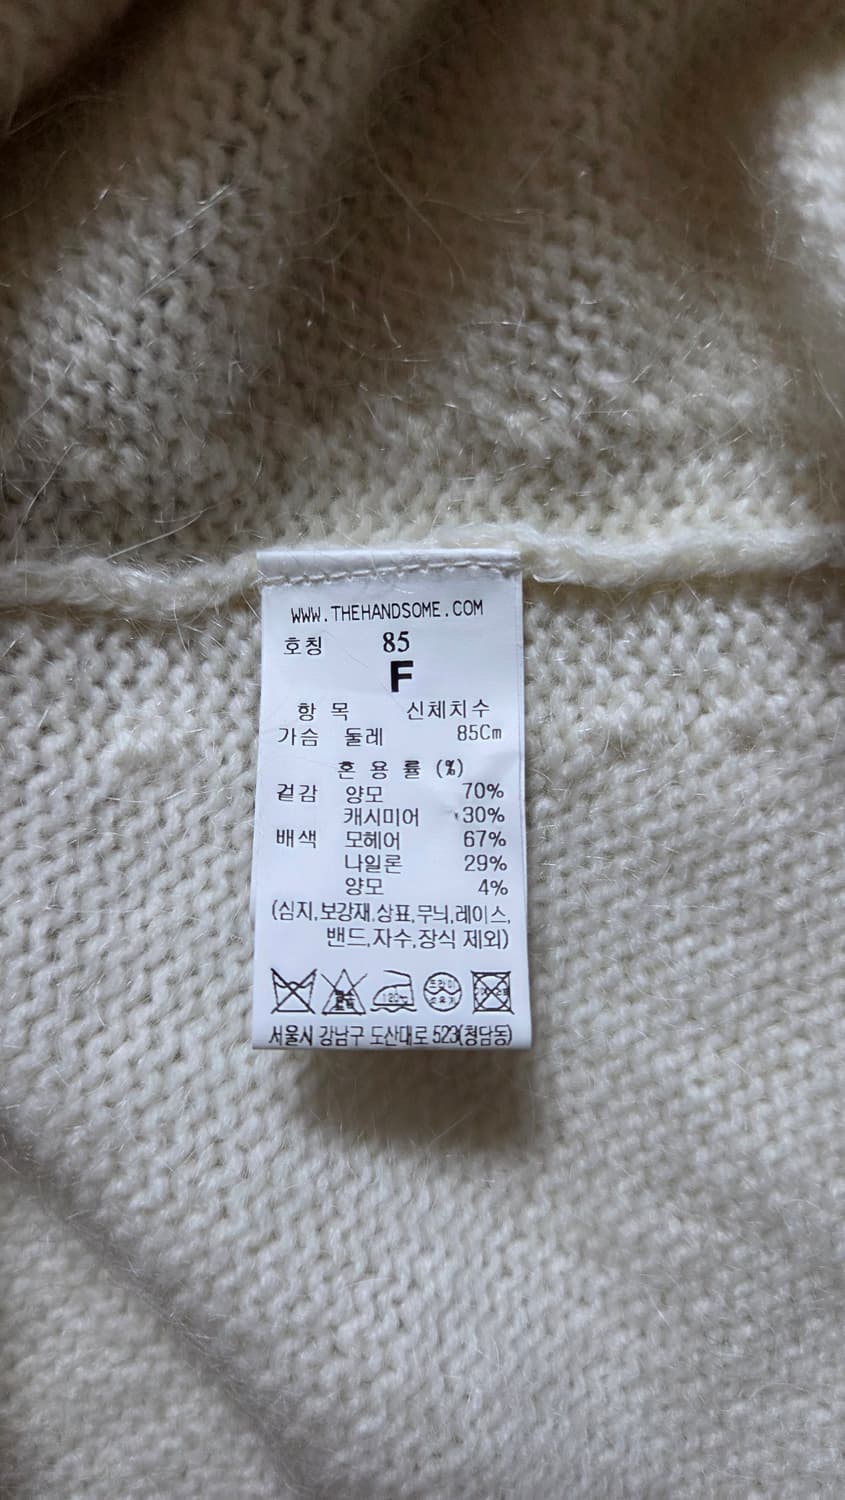 WWW.THEHANDSOME.COM
호칭 85
F
항 목 신체치수
가슴 둘레 85Cm
혼 용 률 (%)
겉감 양모 70%
캐시미어 30%
배색 모헤어 67%
나일론 29%
양모 4%
(심지,보강재,상표,무늬,레이스,
밴드,자수,장식 제외)
120℃ 드라이
서울시 강남구 도산대로 523(청담동)